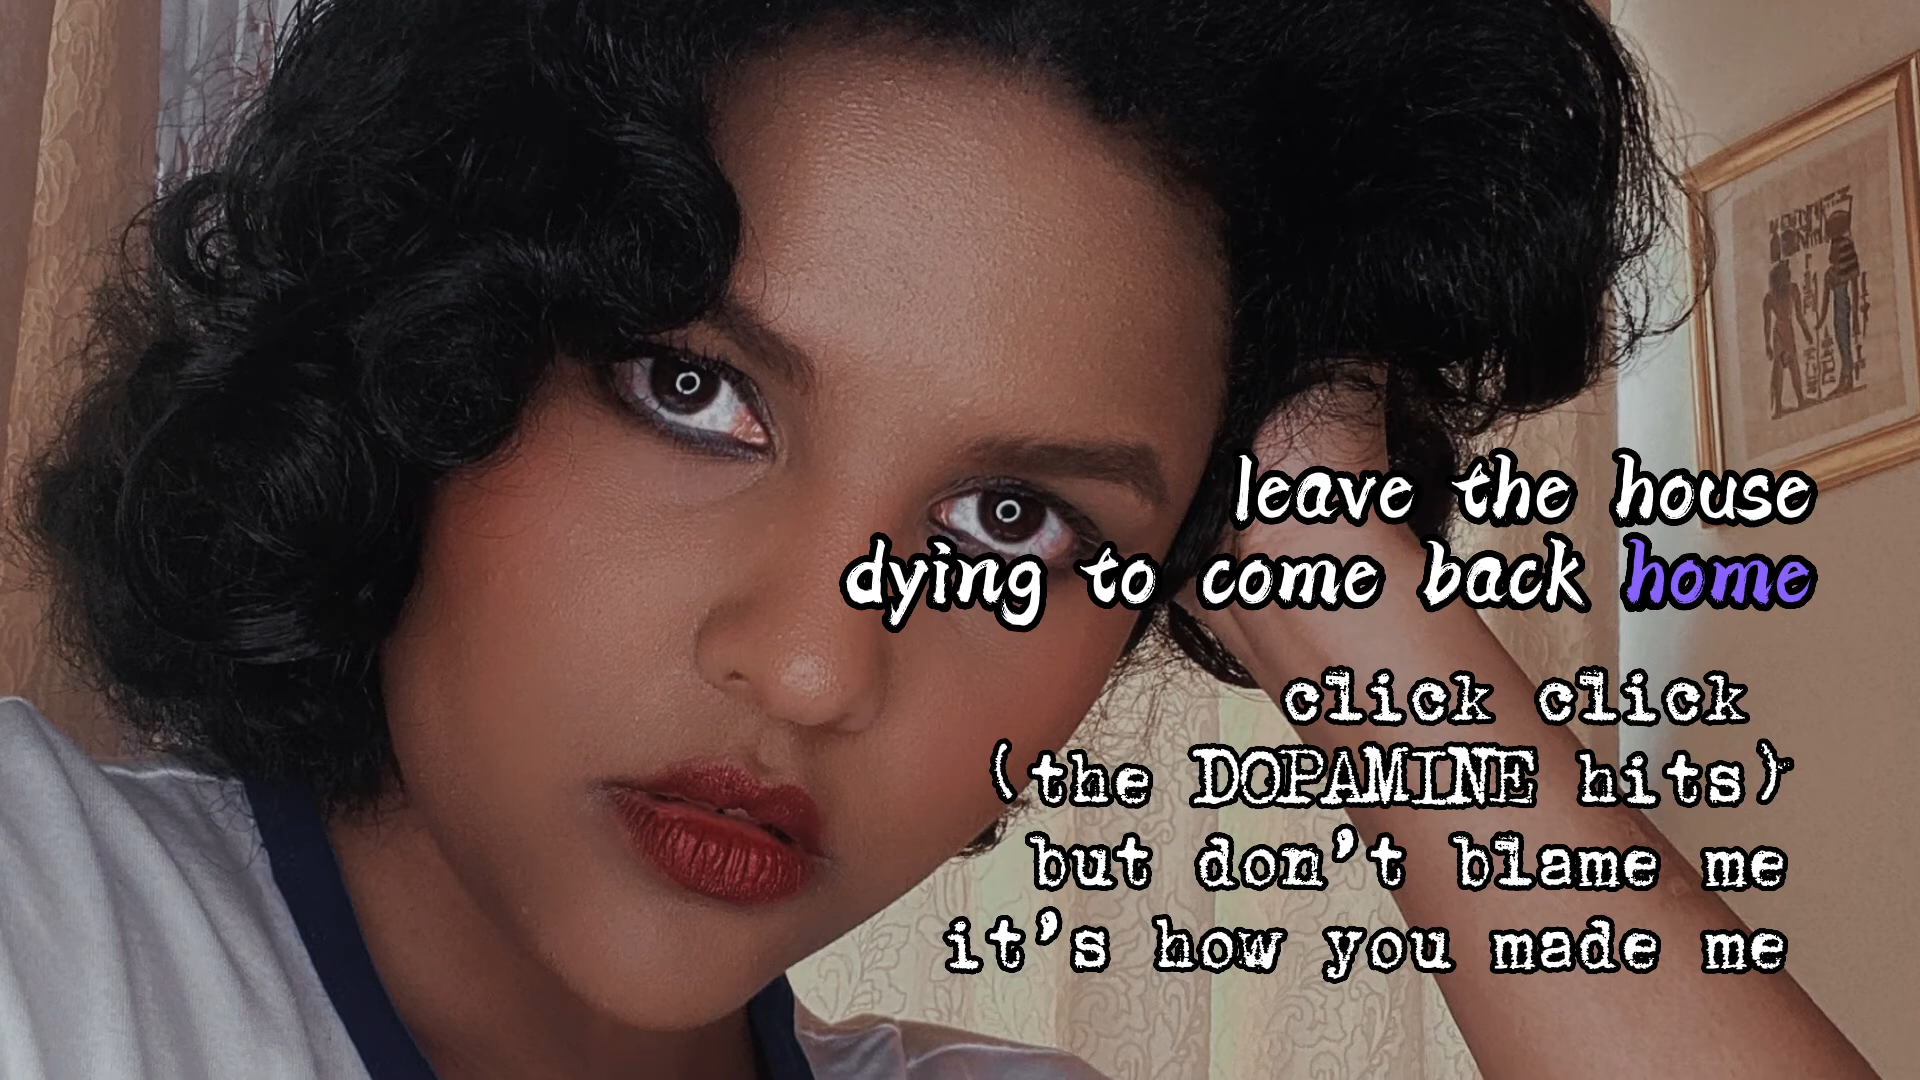 leave the house
dying to come back home
click click
(the DOPAMINE hits)
but don't blame me
it's how you made me